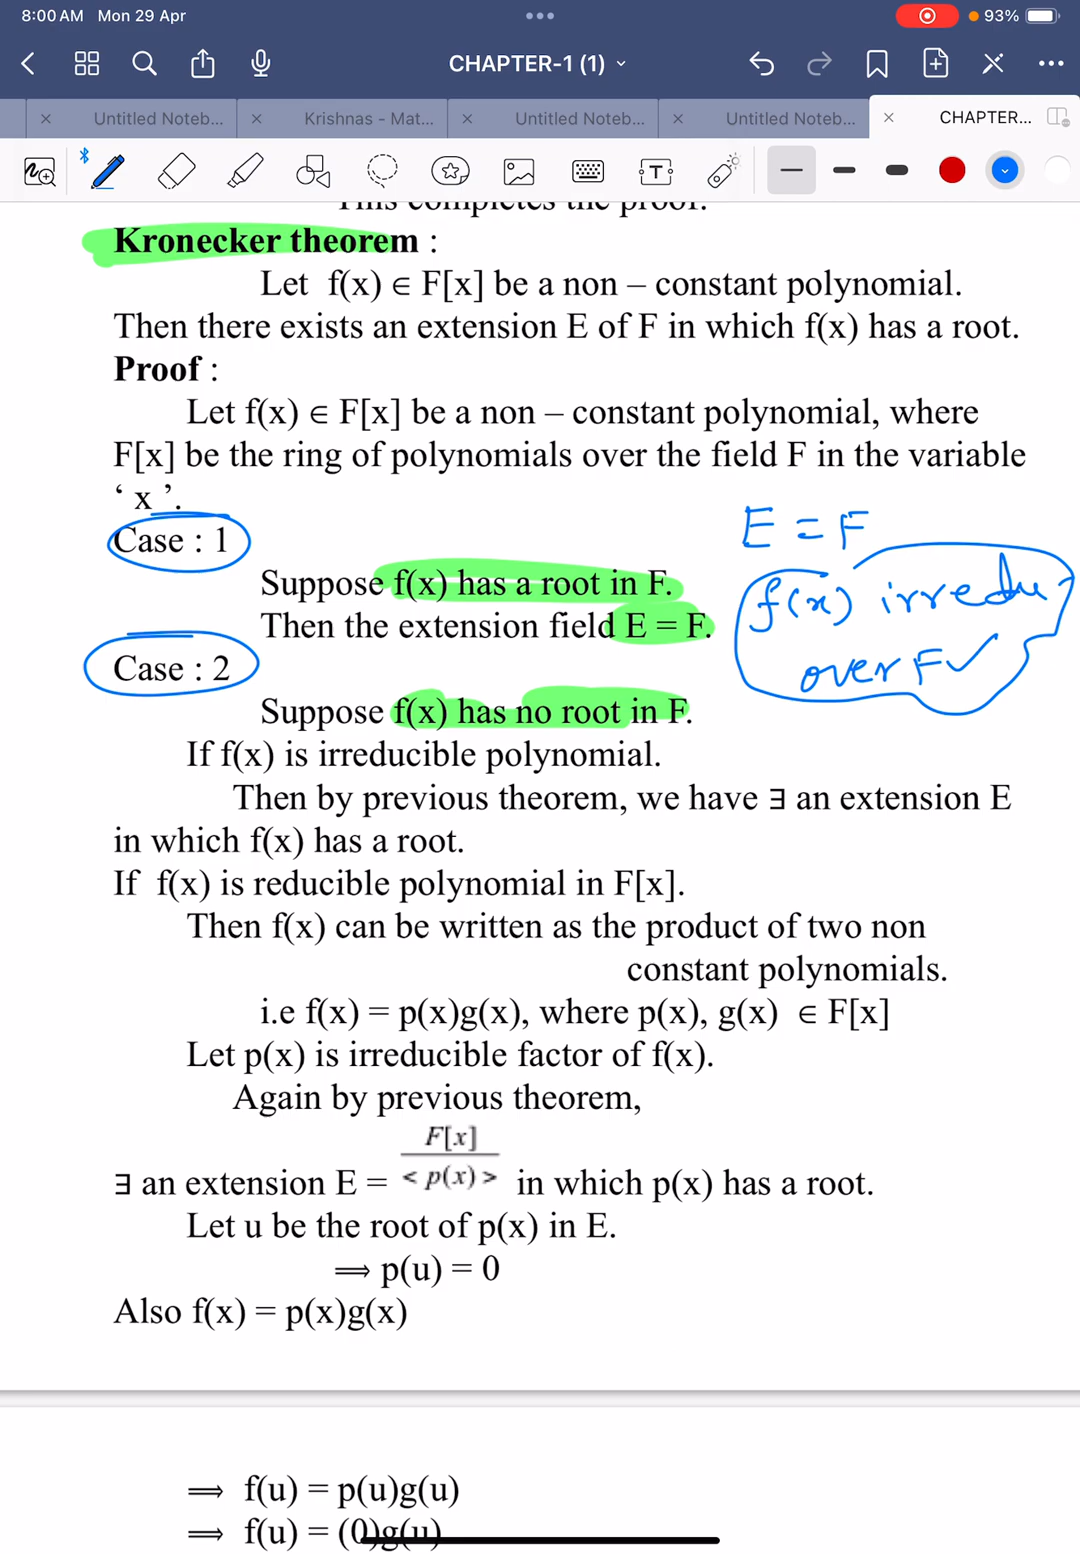 8:00 AM Mon 29 Apr
93%
CHAPTER-1 (1)
Untitled Noteb...
Krishnas - Mat...
Untitled Noteb...
Untitled Noteb...
CHAPTER...
This completes the proof.
Kronecker theorem :
Let f(x) ∈ F[x] be a non – constant polynomial.
Then there exists an extension E of F in which f(x) has a root.
Proof :
Let f(x) ∈ F[x] be a non – constant polynomial, where
F[x] be the ring of polynomials over the field F in the variable
‘ x ’.
Case : 1
E = F
Suppose f(x) has a root in F.
f(x) irredu
Then the extension field E = F.
Case : 2
over F ✓
Suppose f(x) has no root in F.
If f(x) is irreducible polynomial.
Then by previous theorem, we have ∃ an extension E
in which f(x) has a root.
If f(x) is reducible polynomial in F[x].
Then f(x) can be written as the product of two non
constant polynomials.
i.e f(x) = p(x)g(x), where p(x), g(x) ∈ F[x]
Let p(x) is irreducible factor of f(x).
Again by previous theorem,
∃ an extension E = F[x] / < p(x) > in which p(x) has a root.
Let u be the root of p(x) in E.
⟹ p(u) = 0
Also f(x) = p(x)g(x)
⟹ f(u) = p(u)g(u)
⟹ f(u) = (0)g(u)